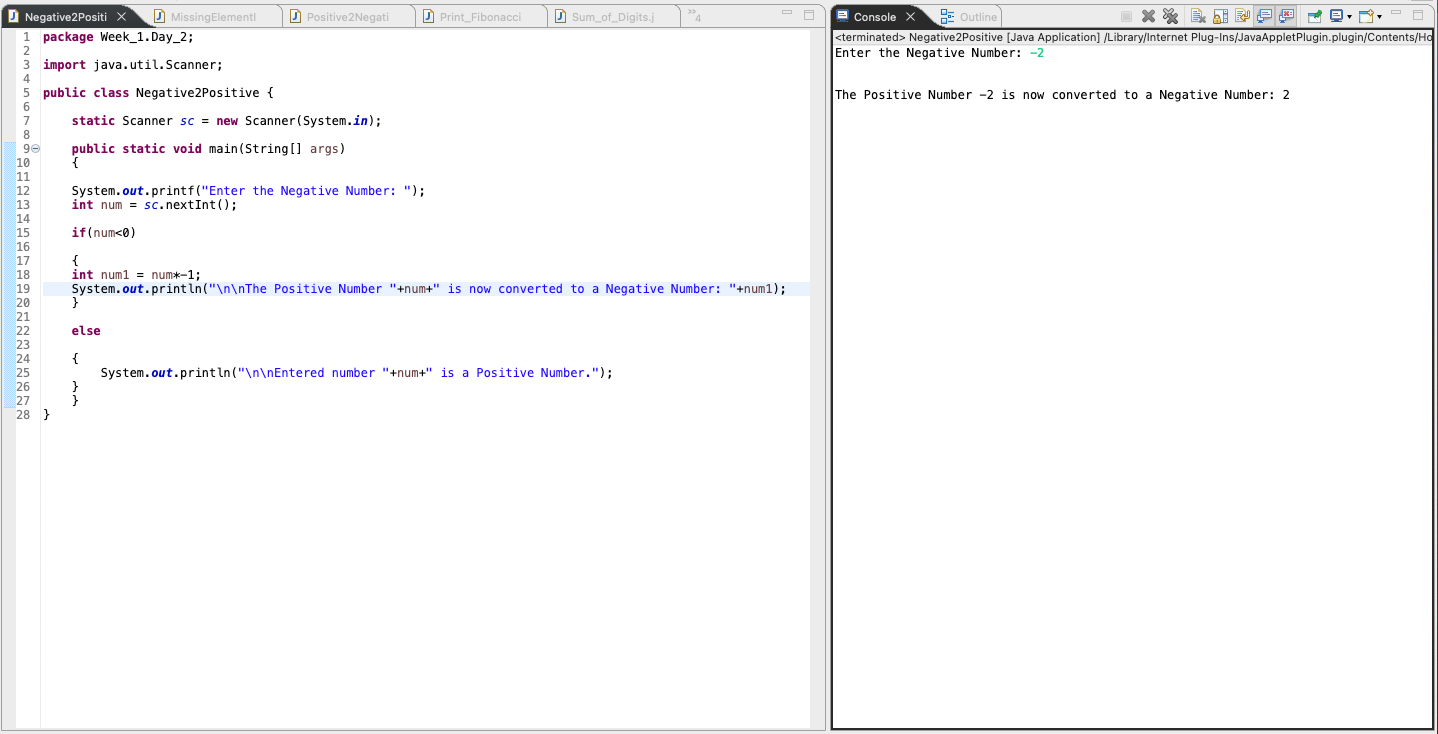 Negative2Positi
MissingElementI
Positive2Negati
Print_Fibonacci
Sum_of_Digits.j
»4
1 package Week_1.Day_2;
2
3 import java.util.Scanner;
4
5 public class Negative2Positive {
6
7 static Scanner sc = new Scanner(System.in);
8
9 public static void main(String[] args)
10 {
11
12 System.out.printf("Enter the Negative Number: ");
13 int num = sc.nextInt();
14
15 if(num<0)
16
17 {
18 int num1 = num*-1;
19 System.out.println("\n\nThe Positive Number "+num+" is now converted to a Negative Number: "+num1);
20 }
21
22 else
23
24 {
25 System.out.println("\n\nEntered number "+num+" is a Positive Number.");
26 }
27 }
28 }
Console
Outline
<terminated> Negative2Positive [Java Application] /Library/Internet Plug-Ins/JavaAppletPlugin.plugin/Contents/Ho
Enter the Negative Number: -2
The Positive Number -2 is now converted to a Negative Number: 2